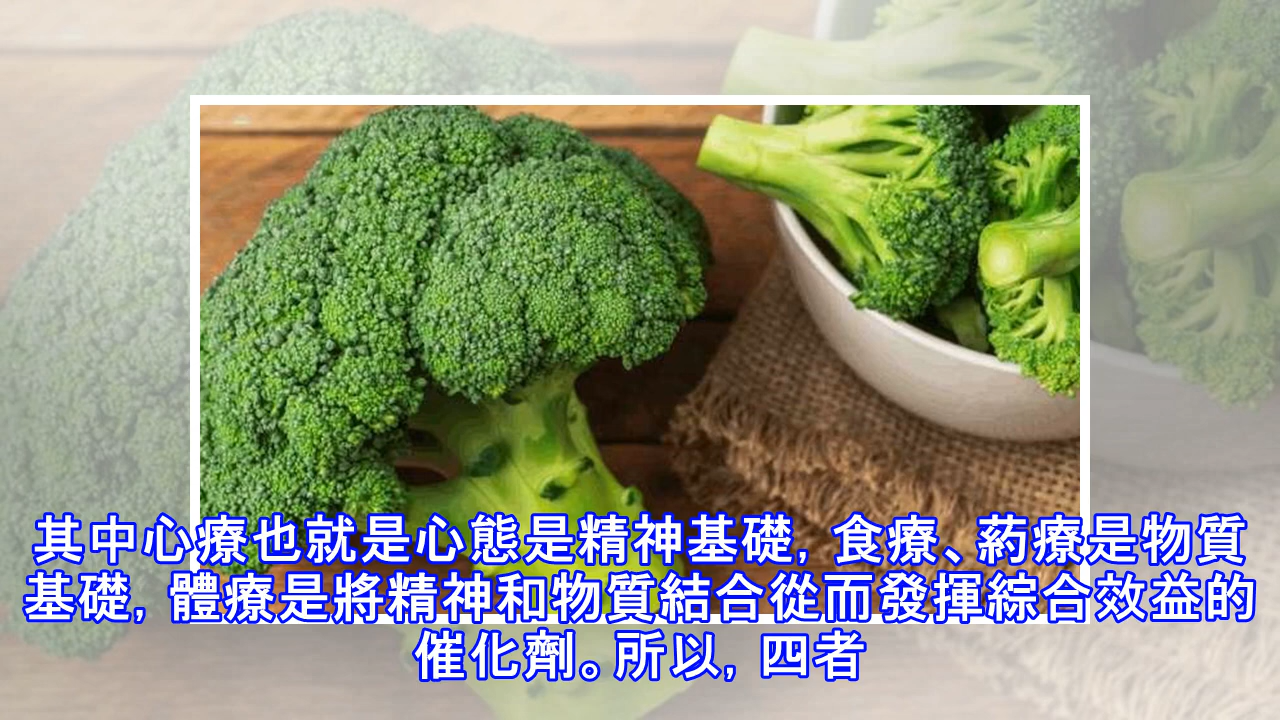 其中心療也就是心態是精神基礎, 食療、葯療是物質
基礎, 體療是將精神和物質結合從而發揮綜合效益的
催化劑。所以, 四者